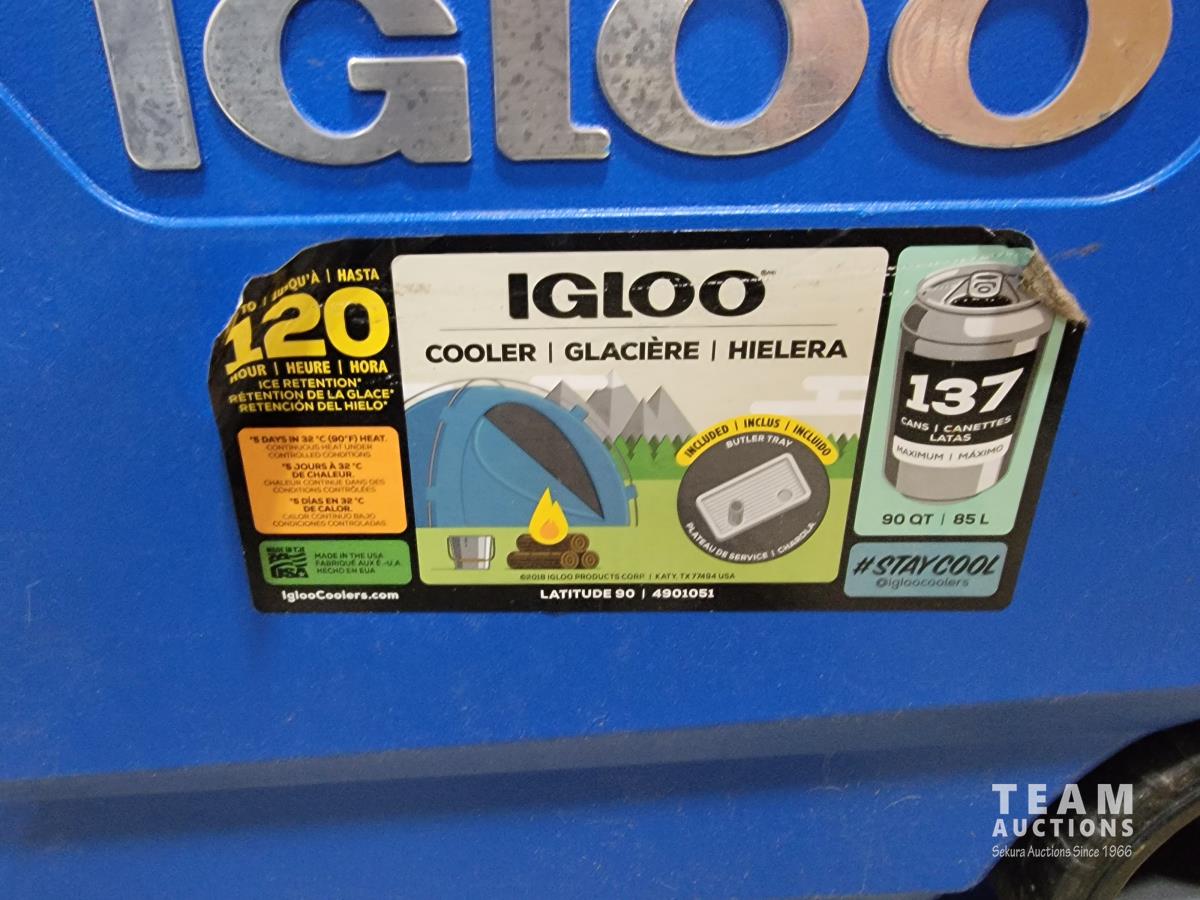 IGLOO
TO | JUSQU'À | HASTA
120
HOUR | HEURE | HORA
ICE RETENTION*
RÉTENTION DE LA GLACE*
RETENCIÓN DEL HIELO*
*5 DAYS IN 32 °C (90°F) HEAT.
CONTINUOUS HEAT UNDER
CONTROLLED CONDITIONS
*5 JOURS À 32 °C
DE CHALEUR.
CHALEUR CONTINUE DANS DES
CONDITIONS CONTRÔLÉES
*5 DÍAS EN 32 °C
DE CALOR.
CALOR CONTINUO BAJO
CONDICIONES CONTROLADAS
MADE IN THE
USA
MADE IN THE USA
FABRIQUÉ AUX É.-U.A.
HECHO EN EUA
IglooCoolers.com
IGLOO
COOLER | GLACIÈRE | HIELERA
INCLUDED | INCLUS | INCLUIDO
BUTLER TRAY
PLATEAU DE SERVICE | CHAROLA
©2018 IGLOO PRODUCTS CORP. | KATY, TX 77494 USA
LATITUDE 90 | 4901051
137
CANS | CANETTES
LATAS
MAXIMUM | MÁXIMO
90 QT | 85 L
#STAYCOOL
@igloocoolers
TEAM
AUCTIONS
Sekura Auctions Since 1966